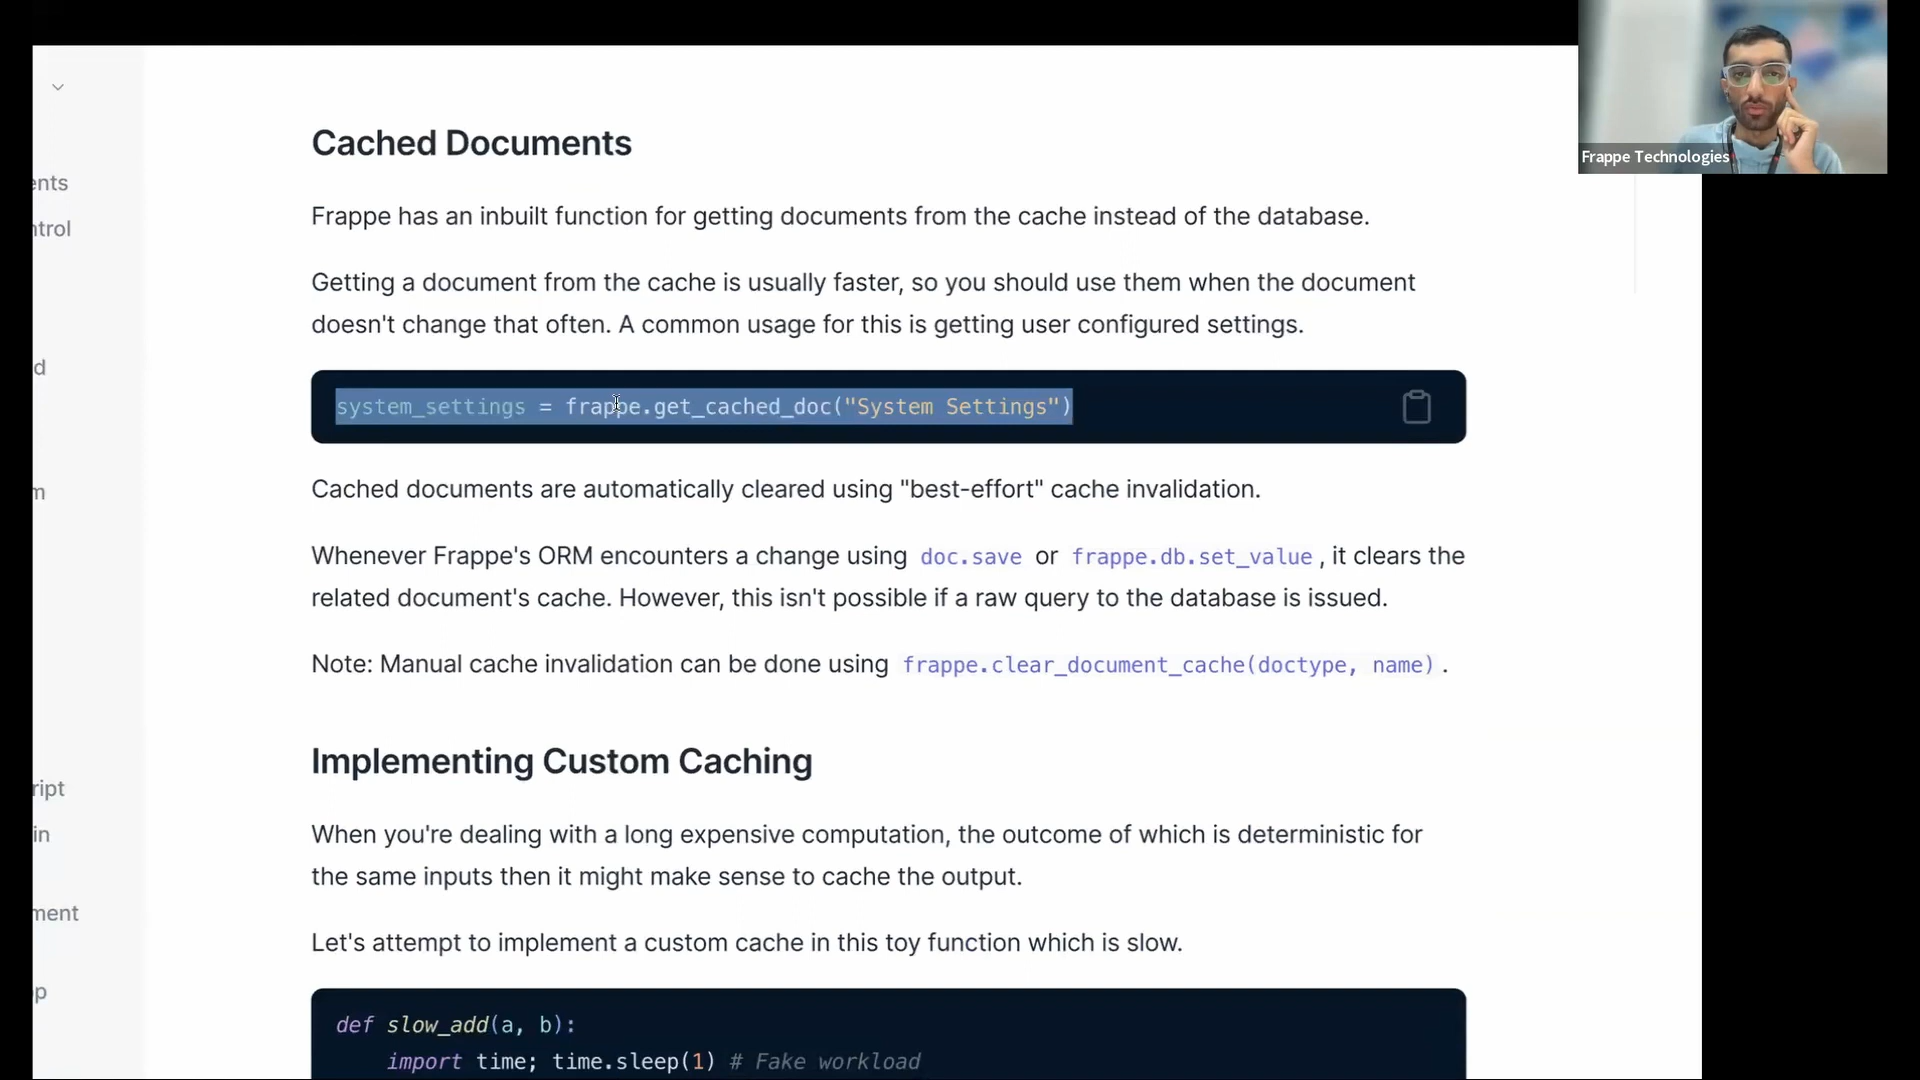 Cached Documents
Frappe Technologies
ents
Frappe has an inbuilt function for getting documents from the cache instead of the database.
ntrol
Getting a document from the cache is usually faster, so you should use them when the document
doesn't change that often. A common usage for this is getting user configured settings.
d
system_settings = frappe.get_cached_doc("System Settings")
Cached documents are automatically cleared using "best-effort" cache invalidation.
m
Whenever Frappe's ORM encounters a change using doc.save or frappe.db.set_value , it clears the
related document's cache. However, this isn't possible if a raw query to the database is issued.
Note: Manual cache invalidation can be done using frappe.clear_document_cache(doctype, name) .
Implementing Custom Caching
ript
When you're dealing with a long expensive computation, the outcome of which is deterministic for
in
the same inputs then it might make sense to cache the output.
ment
Let's attempt to implement a custom cache in this toy function which is slow.
op
def slow_add(a, b):
    import time; time.sleep(1) # Fake workload